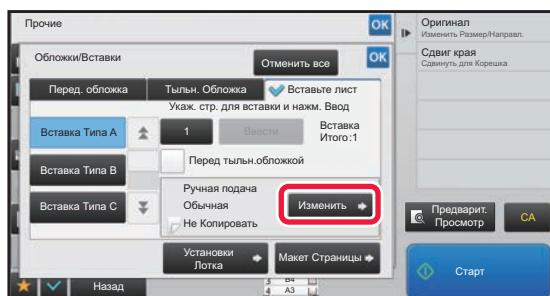 Прочие
OK
Оригинал
Изменить Размер/Направл.
Обложки/Вставки
Отменить все
OK
Сдвиг края
Сдвинуть для Корешка
Перед. обложка
Тыльн. Обложка
Вставьте лист
Укаж. стр. для вставки и нажм. Ввод
Вставка Типа A
1
Ввести
Вставка
Итого:1
Вставка Типа B
Перед тыльн.обложкой
Вставка Типа C
Ручная подача
Обычная
Не Копировать
Изменить
Предварит.
Просмотр
CA
Установки
Лотка
Макет Страницы
Назад
3 B4
4 A3
Старт